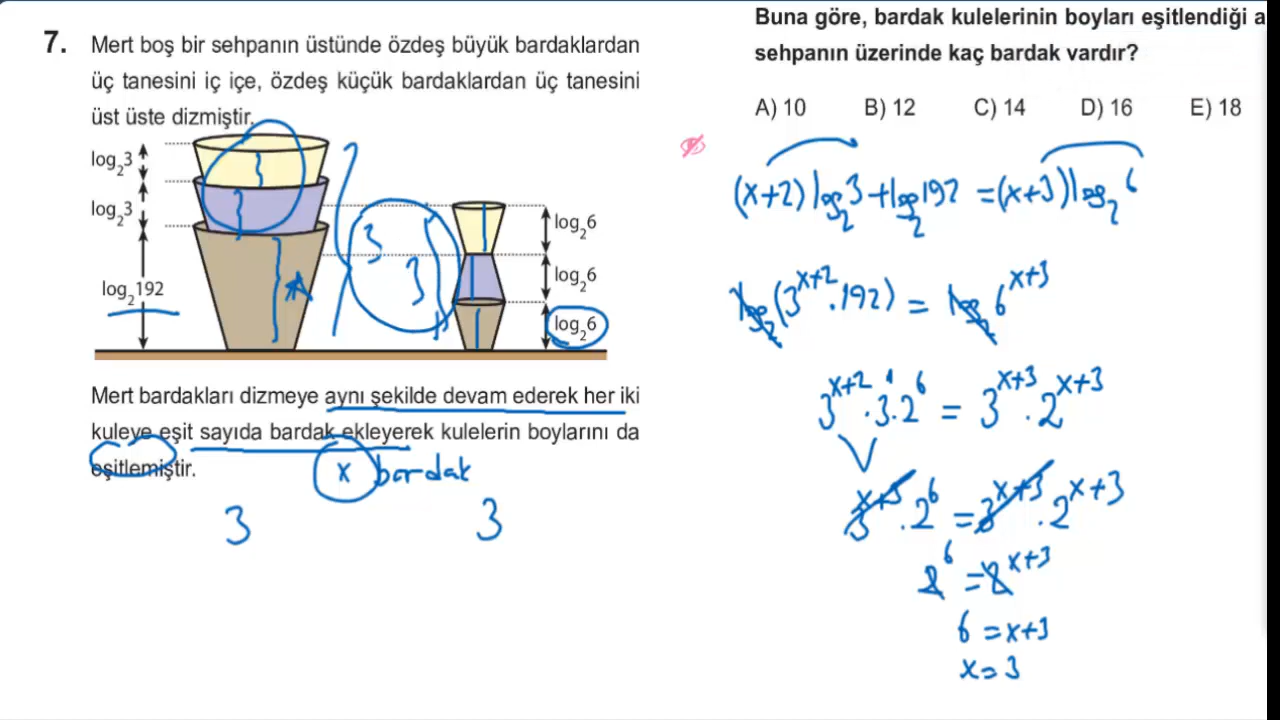 7. Mert boş bir sehpanın üstünde özdeş büyük bardaklardan
üç tanesini iç içe, özdeş küçük bardaklardan üç tanesini
üst üste dizmiştir.
log₂3
log₂3
log₂192
log₂6
log₂6
log₂6
3
3
Mert bardakları dizmeye aynı şekilde devam ederek her iki
kuleye eşit sayıda bardak ekleyerek kulelerin boylarını da
eşitlemiştir.
x bardak
3 3
Buna göre, bardak kulelerinin boyları eşitlendiği a
sehpanın üzerinde kaç bardak vardır?
A) 10 B) 12 C) 14 D) 16 E) 18
(x+2) log₂3 + log₂192 = (x+3) log₂6
log₂(3ˣ⁺².192) = log₂6ˣ⁺³
3ˣ⁺².3¹.2⁶ = 3ˣ⁺³.2ˣ⁺³
3ˣ⁺³.2⁶ = 3ˣ⁺³.2ˣ⁺³
2⁶ = 2ˣ⁺³
6 = x+3
x = 3